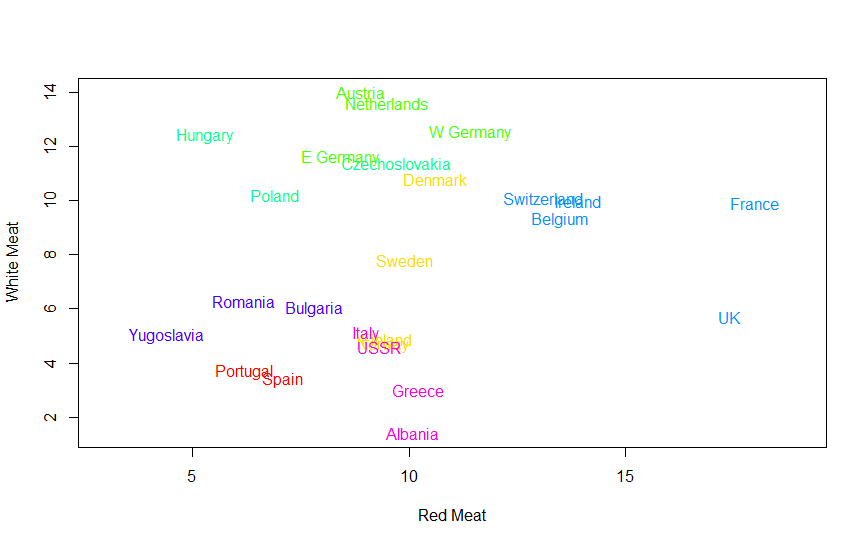 14
12
10
8
6
4
2
White Meat
Austria
Netherlands
W Germany
Hungary
E Germany
Czechoslovakia
Denmark
Poland
Switzerland
Ireland
France
Belgium
Sweden
Romania
Bulgaria
UK
Yugoslavia
Italy
USSR
Portugal
Spain
Greece
Albania
5
10
15
Red Meat